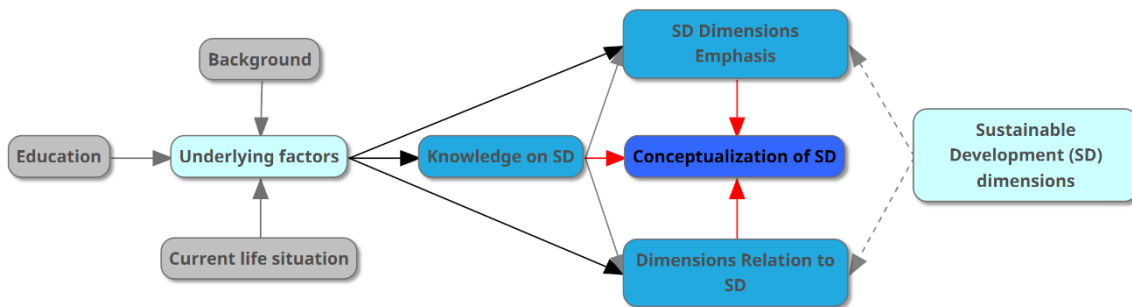 SD Dimensions
Emphasis
Background
Education
Underlying factors
Knowledge on SD
Conceptualization of SD
Sustainable
Development (SD)
dimensions
Current life situation
Dimensions Relation to
SD